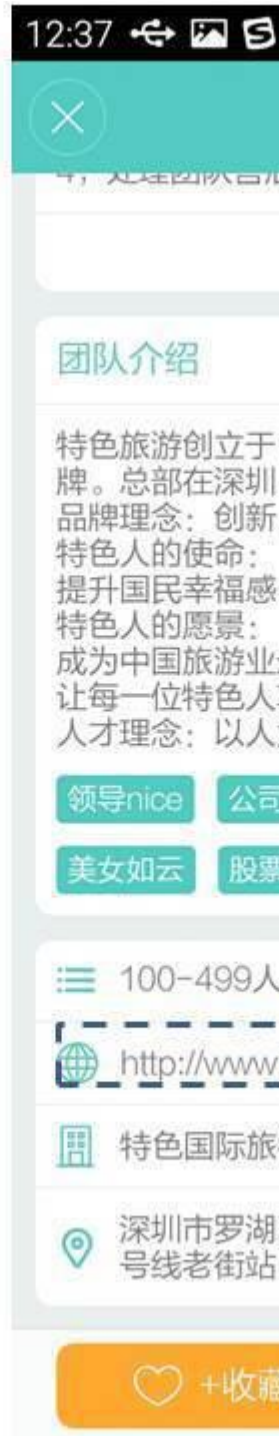 12:37
团队介绍
特色旅游创立于
牌。总部在深圳
品牌理念：创新
特色人的使命：
提升国民幸福感
特色人的愿景：
成为中国旅游业
让每一位特色人
人才理念：以人
领导nice 公司
美女如云 股票
100-499人
http://www
特色国际旅
深圳市罗湖
号线老街站
+收藏